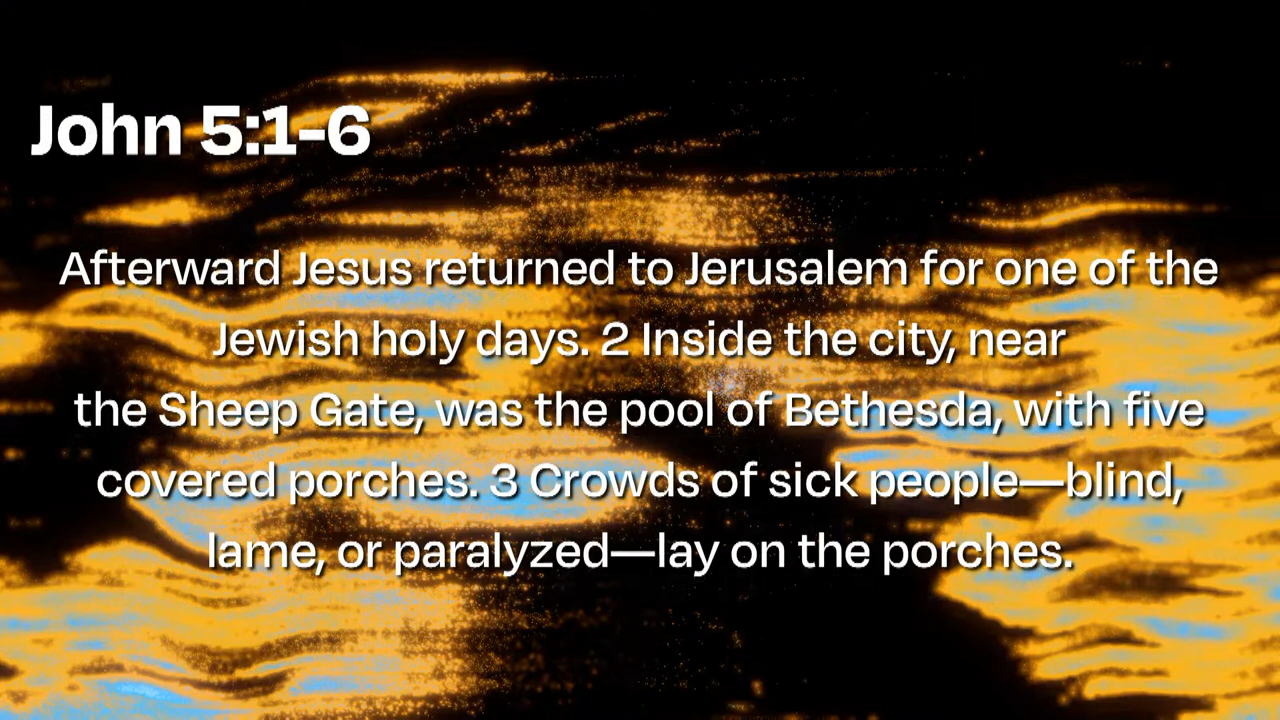 John 5:1-6
Afterward Jesus returned to Jerusalem for one of the
Jewish holy days. 2 Inside the city, near
the Sheep Gate, was the pool of Bethesda, with five
covered porches. 3 Crowds of sick people—blind,
lame, or paralyzed—lay on the porches.